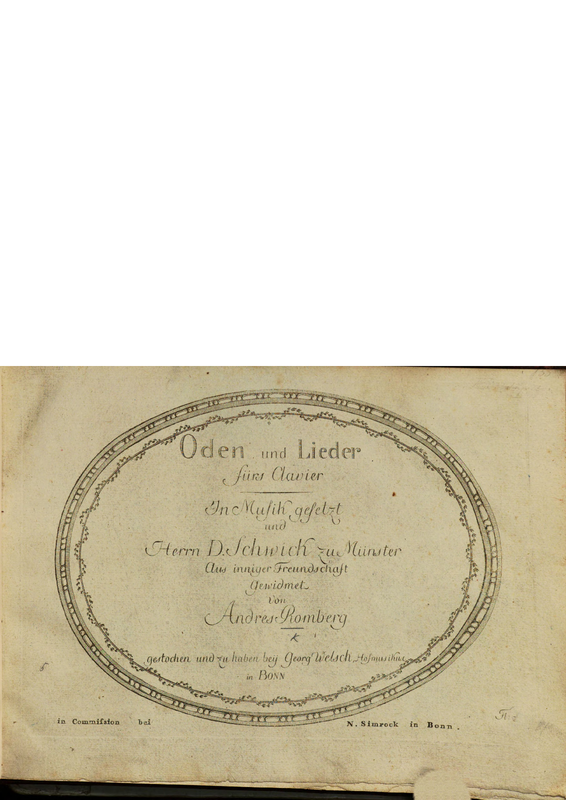 Oden und Lieder
fürs Clavier
In Musik gesetzt
und
Herrn D. Schwick zu Münster
Aus inniger Freundschaft
Gewidmet
von
Andres Romberg
gestochen und zu haben beij Georg Welsch Hofmusikus
in BONN
in Commission bei N. Simrock in Bonn.